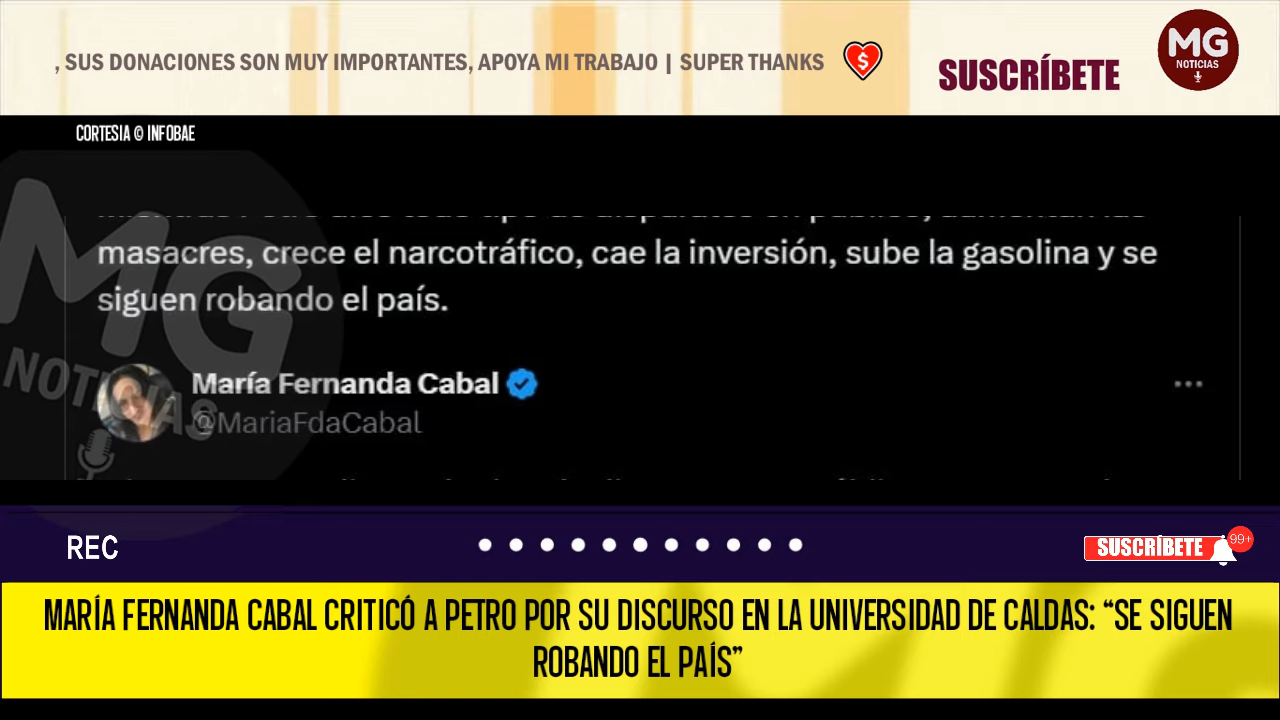 , SUS DONACIONES SON MUY IMPORTANTES, APOYA MI TRABAJO | SUPER THANKS
$
SUSCRÍBETE
MG
NOTICIAS
CORTESIA © INFOBAE
masacres, crece el narcotráfico, cae la inversión, sube la gasolina y se
siguen robando el país.
MG
NOTICIAS
María Fernanda Cabal
@MariaFdaCabal
REC
SUSCRÍBETE
99+
MARÍA FERNANDA CABAL CRITICÓ A PETRO POR SU DISCURSO EN LA UNIVERSIDAD DE CALDAS: “SE SIGUEN
ROBANDO EL PAÍS”